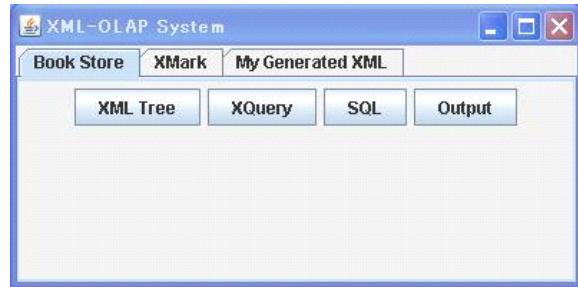 XML-OLAP System
Book Store XMark My Generated XML
XML Tree XQuery SQL Output